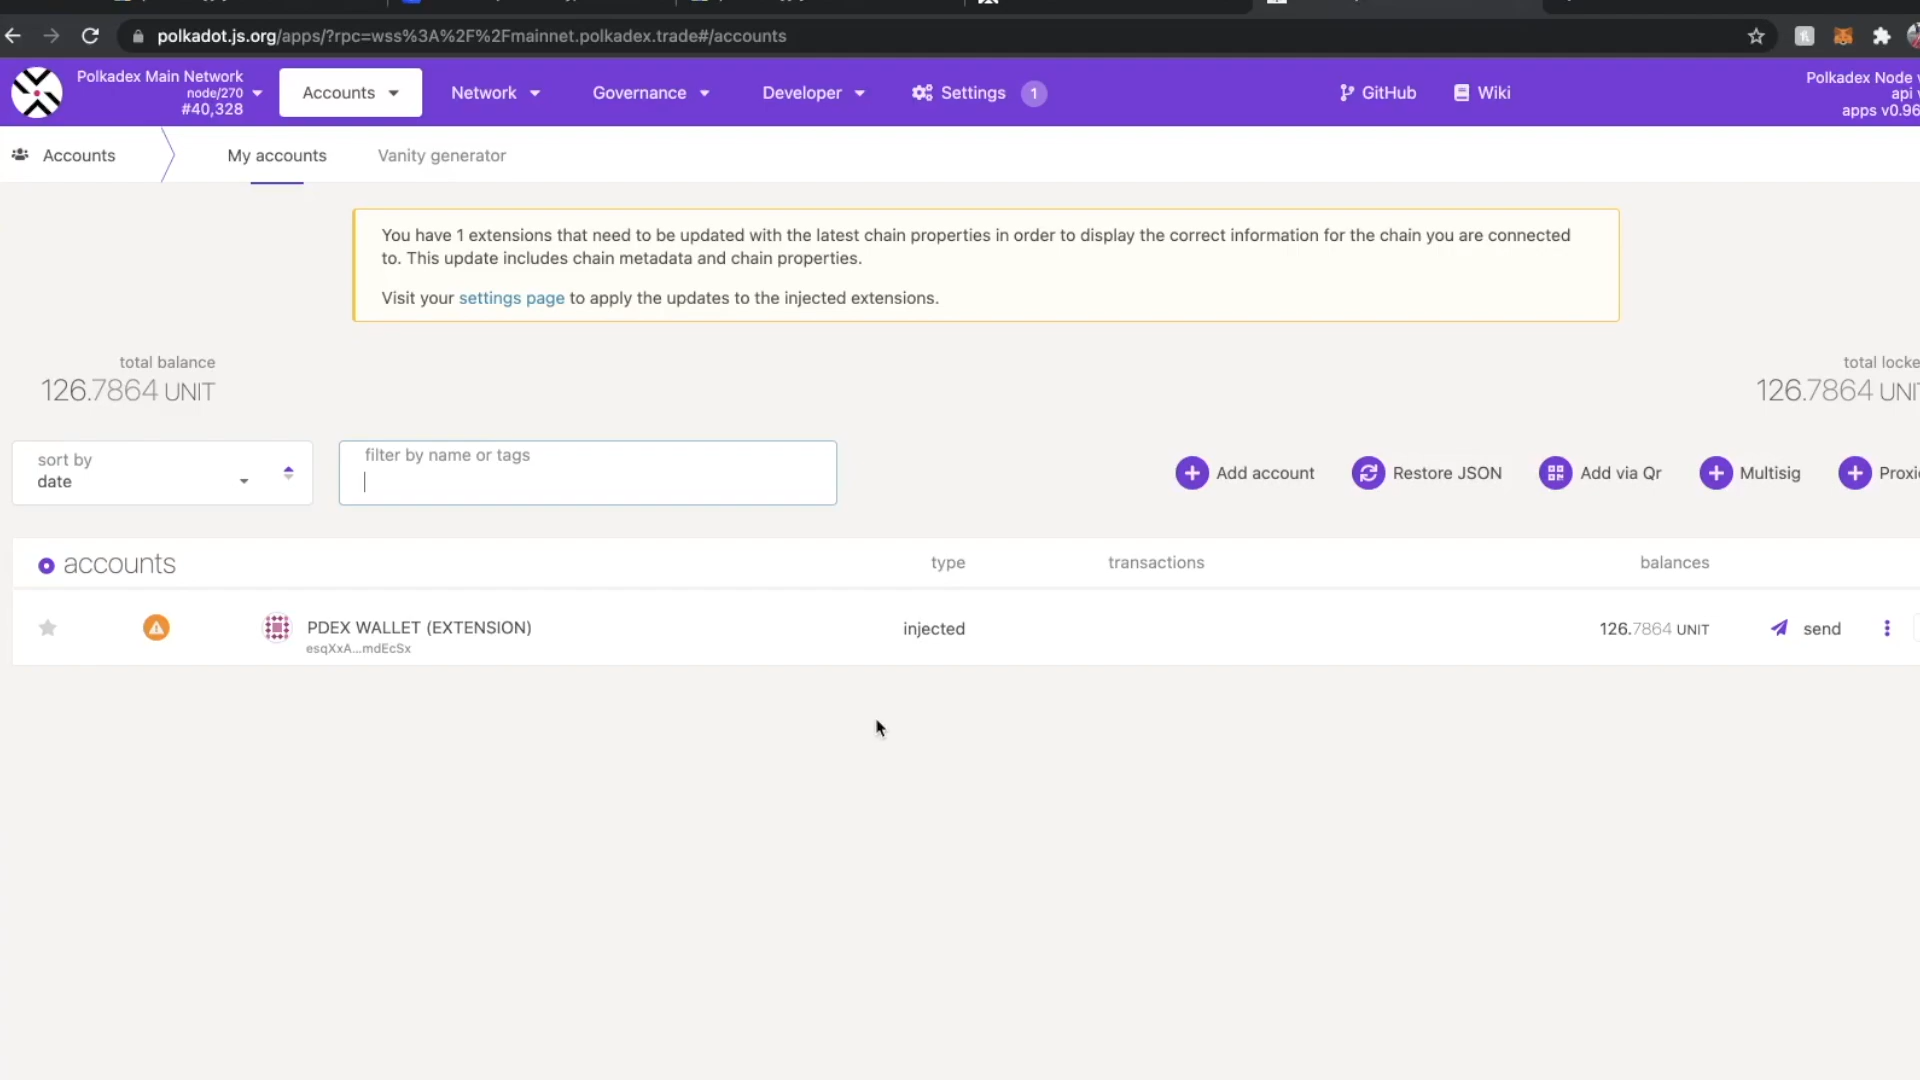 polkadot.js.org/apps/?rpc=wss%3A%2F%2Fmainnet.polkadex.trade#/accounts
Polkadex Main Network
node/270
#40,328
Accounts
Network
Governance
Developer
Settings
1
GitHub
Wiki
Polkadex Node
api
apps v0.96
Accounts
My accounts
Vanity generator
You have 1 extensions that need to be updated with the latest chain properties in order to display the correct information for the chain you are connected
to. This update includes chain metadata and chain properties.
Visit your settings page to apply the updates to the injected extensions.
total balance
126.7864 UNIT
total locke
126.7864 UNI
sort by
date
filter by name or tags
Add account
Restore JSON
Add via Qr
Multisig
Proxi
accounts
type
transactions
balances
PDEX WALLET (EXTENSION)
esqXxA...mdEcSx
injected
126.7864 UNIT
send